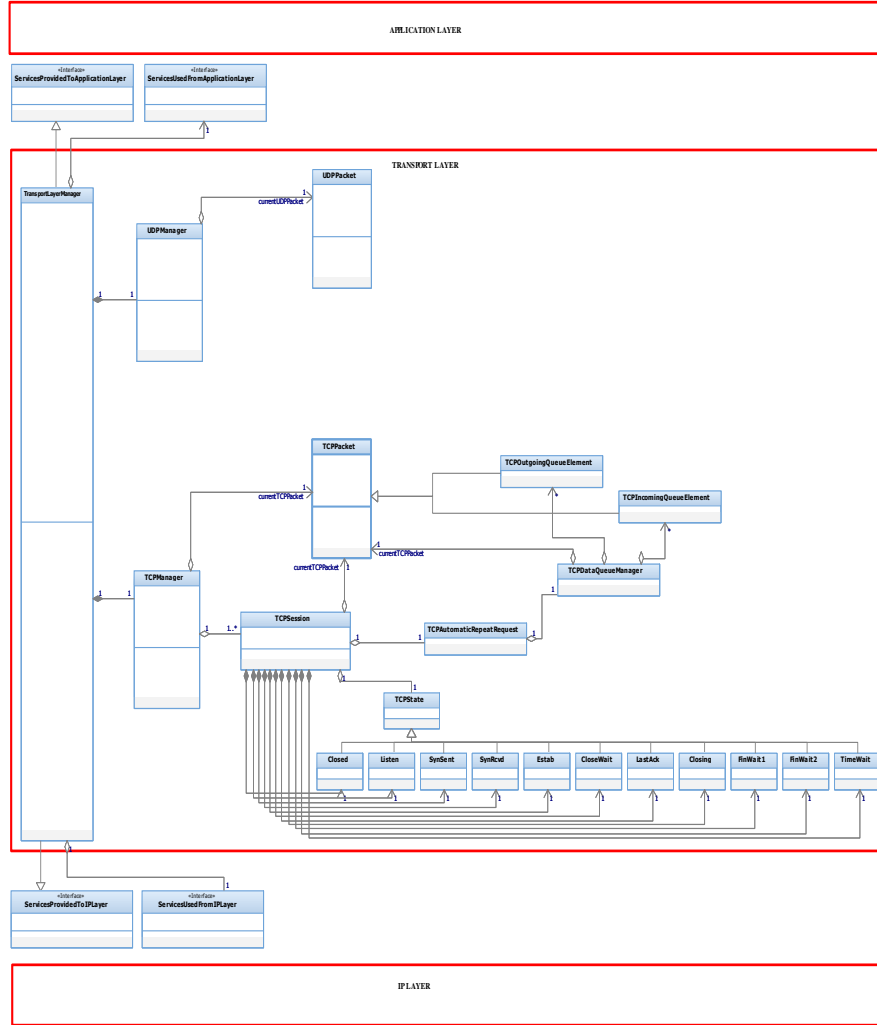 APPLICATION LAYER
«Interface»
ServicesProvidedToApplicationLayer
«Interface»
ServicesUsedFromApplicationLayer
1
TRANSPORT LAYER
TransportLayerManager
UDPPacket
1
currentUDPPacket
UDPManager
1
1
TCPPacket
1
currentTCPPacket
TCPOutgoingQueueElement
*
TCPIncomingQueueElement
*
1
currentTCPPacket
currentTCPPacket
1
TCPDataQueueManager
1
TCPManager
1
1
1
1..*
TCPSession
1
1
TCPAutomaticRepeatRequest
1
1
1
TCPState
Closed
Listen
SynSent
SynRcvd
Estab
CloseWait
LastAck
Closing
FinWait1
FinWait2
TimeWait
1
1
1
1
1
1
1
1
1
1
1
1
1
«Interface»
ServicesProvidedToIPLayer
«Interface»
ServicesUsedFromIPLayer
IP LAYER